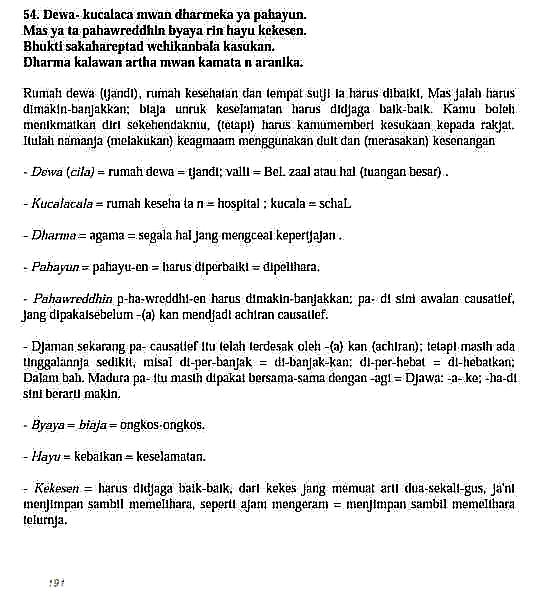 54. Dewa- kucalaca mwan dharmeka ya pahayun.
Mas ya ta pahawreddhin byaya rin hayu kekesen.
Bhukti sakahareptad wehikanbala kasukan.
Dharma kalawan artha mwan kamata n aranika.
Rumah dewa (tjandi), rumah kesehatan dan tempat sutji ia harus dibaiki, Mas jalah harus
dimakin-banjakkan; biaja unruk keselamatan harus didjaga baik-baik. Kamu boleh
menikmatkan diri sekehendakmu, (tetapi) harus kamumemberi kesukaan kepada rakjat.
Itulah namanja (melakukan) keagmaam menggunakan duit dan (merasakan) kesenangan
- Dewa (cila) = rumah dewa = tjandi; valli = BeL zaal atau hal (tuangan besar) .
- Kucalacala = rumah keseha ta n = hospital ; kucala = schaL
- Dharma = agama = segala hal jang mengceai kepertjajan .
- Pahayun = pahayu-en = harus diperbaiki = dipelihara.
- Pahawreddhin p-ha-wreddhi-en harus dimakin-banjakkan; pa- di sini awalan causatief,
jang dipakaisebelum -(a) kan mendjadi achiran causatief.
- Djaman sekarang pa- causatief itu telah terdesak oleh -(a) kan (achiran); tetapi masih ada
tinggalannja sedikit, misal di-per-banjak = di-banjak-kan; di-per-hebat = di-hebatkan;
Dalam bah. Madura pa- itu masih dipakai bersama-sama dengan -agi = Djawa: -a- ke; -ha-di
sini berarti makin.
- Byaya = biaja = ongkos-ongkos.
- Hayu = kebaikan = keselamatan.
- Kekesen = harus didjaga baik-baik, dari kekes jang memuat arti dua-sekali-gus, ja'ni
menjimpan sambil memelihara, seperti ajam mengeram = menjimpan sambil memelihara
telurnja.
191